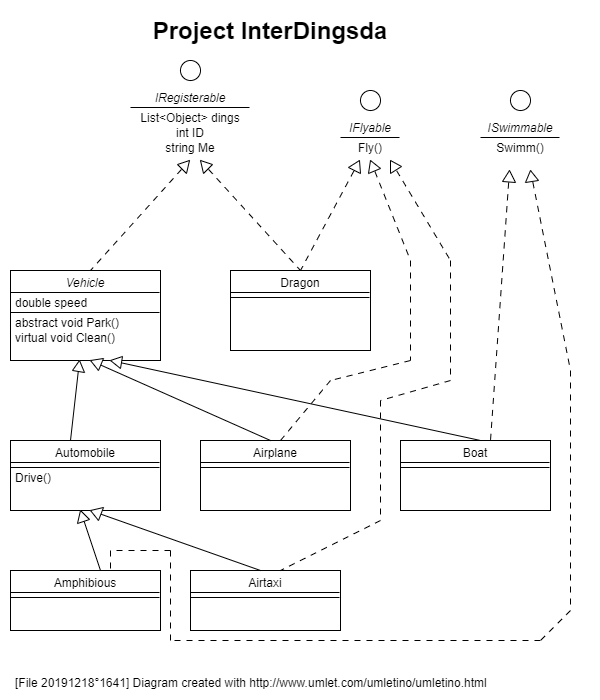 Project InterDingsda
IRegisterable
List<Object> dings
int ID
string Me
IFlyable
Fly()
ISwimmable
Swimm()
Vehicle
double speed
abstract void Park()
virtual void Clean()
Dragon
Automobile
Drive()
Airplane
Boat
Amphibious
Airtaxi
[File 20191218°1641] Diagram created with http://www.umlet.com/umletino/umletino.html